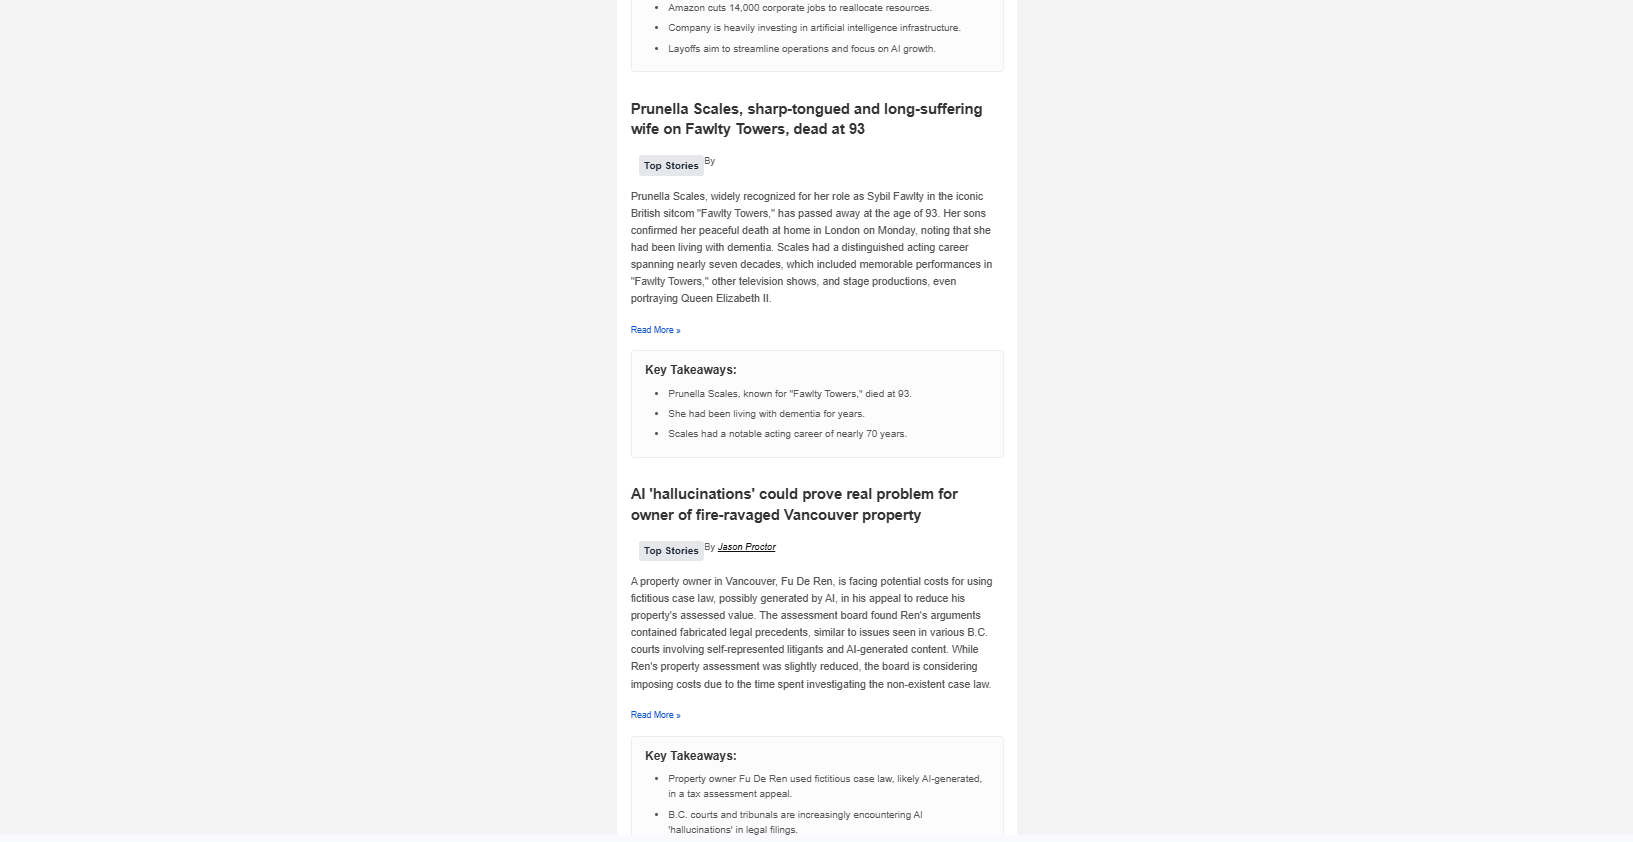 • Amazon cuts 14,000 corporate jobs to reallocate resources.
• Company is heavily investing in artificial intelligence infrastructure.
• Layoffs aim to streamline operations and focus on AI growth.
Prunella Scales, sharp-tongued and long-suffering
wife on Fawlty Towers, dead at 93
Top Stories By
Prunella Scales, widely recognized for her role as Sybil Fawlty in the iconic
British sitcom "Fawlty Towers," has passed away at the age of 93. Her sons
confirmed her peaceful death at home in London on Monday, noting that she
had been living with dementia. Scales had a distinguished acting career
spanning nearly seven decades, which included memorable performances in
"Fawlty Towers," other television shows, and stage productions, even
portraying Queen Elizabeth II.
Read More »
Key Takeaways:
• Prunella Scales, known for "Fawlty Towers," died at 93.
• She had been living with dementia for years.
• Scales had a notable acting career of nearly 70 years.
AI 'hallucinations' could prove real problem for
owner of fire-ravaged Vancouver property
Top Stories By Jason Proctor
A property owner in Vancouver, Fu De Ren, is facing potential costs for using
fictitious case law, possibly generated by AI, in his appeal to reduce his
property's assessed value. The assessment board found Ren's arguments
contained fabricated legal precedents, similar to issues seen in various B.C.
courts involving self-represented litigants and AI-generated content. While
Ren's property assessment was slightly reduced, the board is considering
imposing costs due to the time spent investigating the non-existent case law.
Read More »
Key Takeaways:
• Property owner Fu De Ren used fictitious case law, likely AI-generated,
in a tax assessment appeal.
• B.C. courts and tribunals are increasingly encountering AI
'hallucinations' in legal filings.